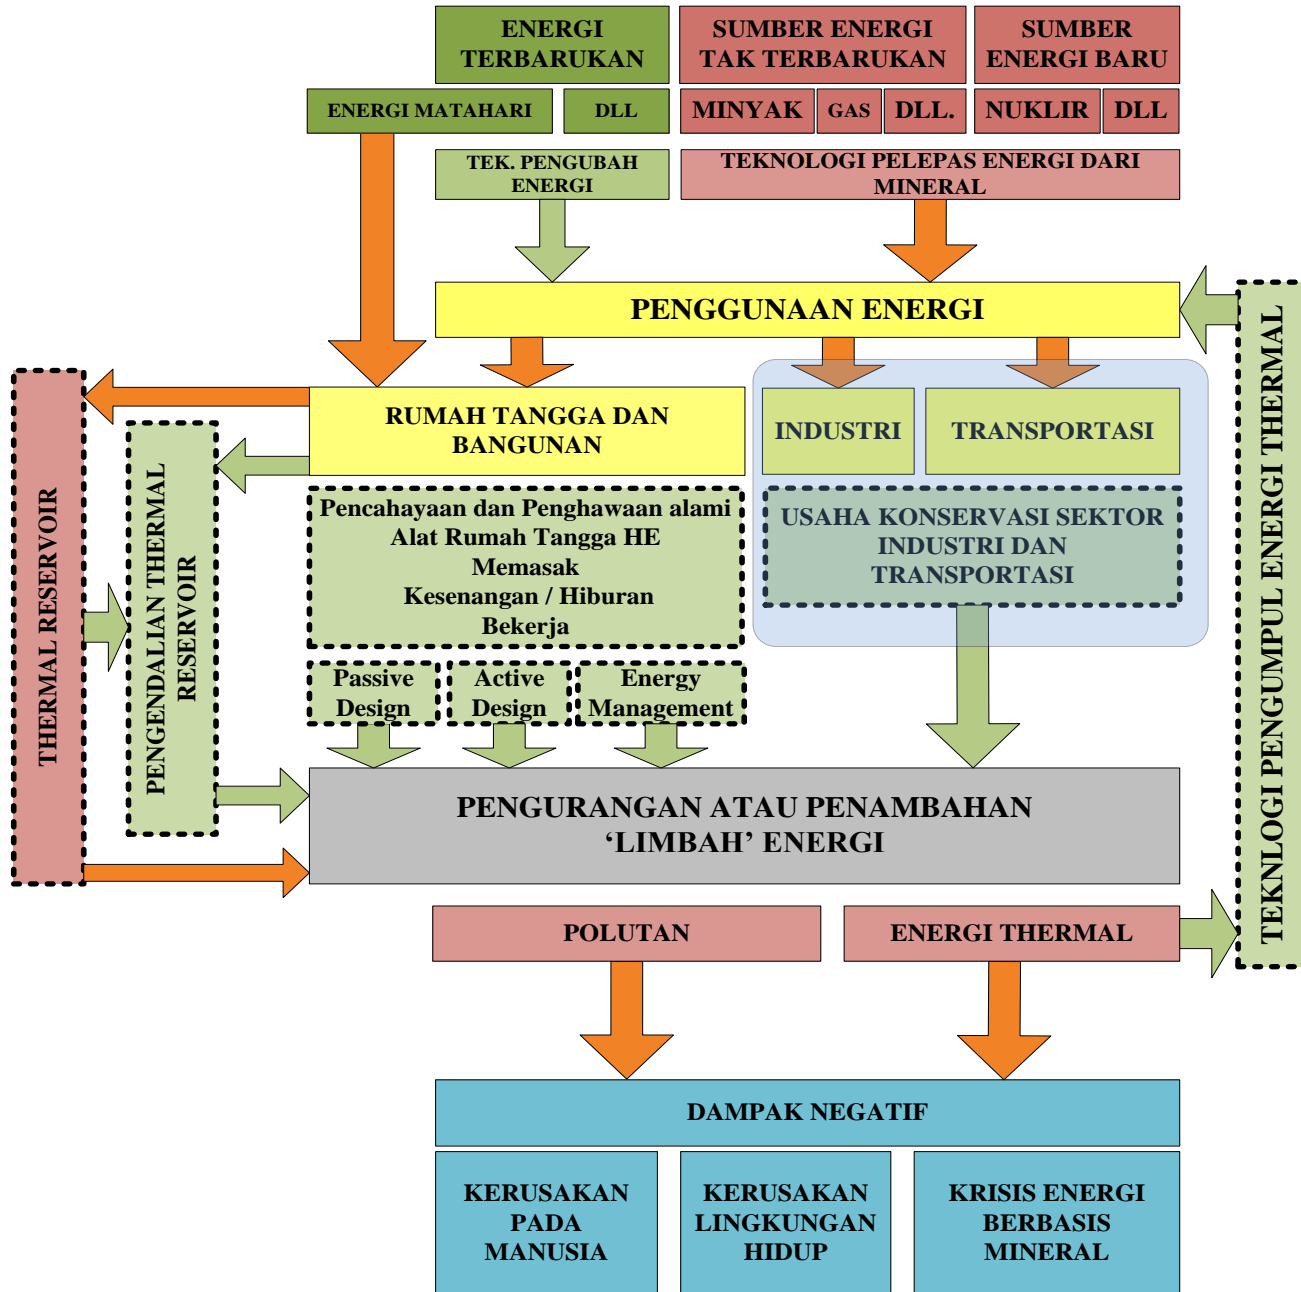 ENERGI
TERBARUKAN
SUMBER ENERGI
TAK TERBARUKAN
SUMBER
ENERGI BARU
ENERGI MATAHARI
DLL
MINYAK
GAS
DLL.
NUKLIR
DLL
TEK. PENGUBAH
ENERGI
TEKNOLOGI PELEPAS ENERGI DARI
MINERAL
PENGGUNAAN ENERGI
RUMAH TANGGA DAN
BANGUNAN
INDUSTRI
TRANSPORTASI
Pencahayaan dan Penghawaan alami
Alat Rumah Tangga HE
Memasak
Kesenangan / Hiburan
Bekerja
USAHA KONSERVASI SEKTOR
INDUSTRI DAN
TRANSPORTASI
THERMAL RESERVOIR
PENGENDALIAN THERMAL
RESERVOIR
Passive
Design
Active
Design
Energy
Management
PENGURANGAN ATAU PENAMBAHAN
‘LIMBAH’ ENERGI
TEKNLOGI PENGUMPUL ENERGI THERMAL
POLUTAN
ENERGI THERMAL
DAMPAK NEGATIF
KERUSAKAN
PADA
MANUSIA
KERUSAKAN
LINGKUNGAN
HIDUP
KRISIS ENERGI
BERBASIS
MINERAL